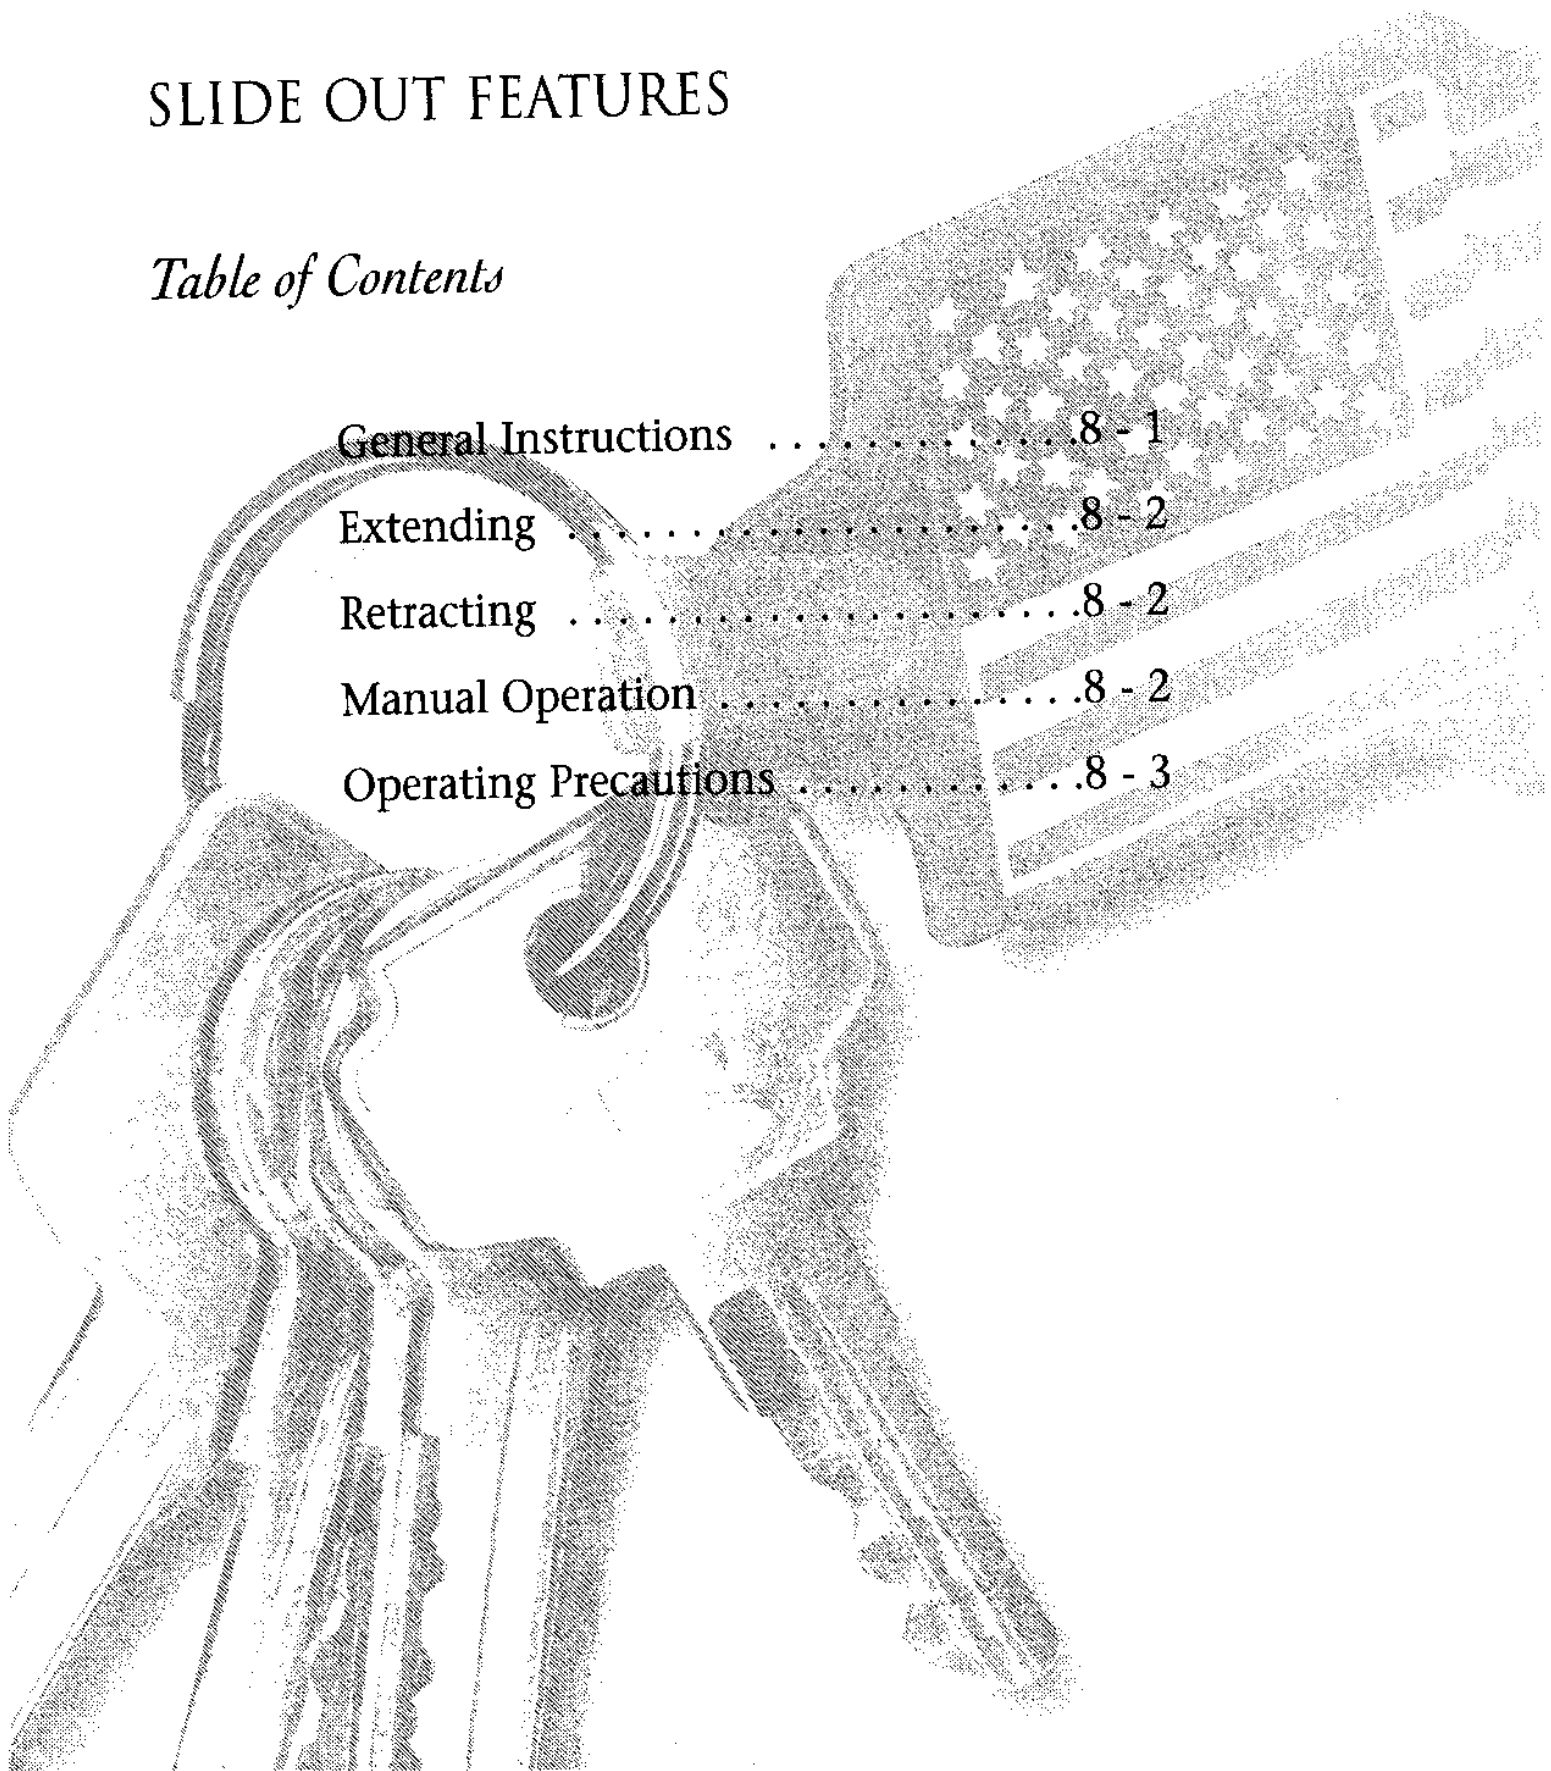 SLIDE OUT FEATURES
Table of Contents
General Instructions . . . . . . . . . . . . .8 - 1
Extending . . . . . . . . . . . . . . . . . . . . .8 - 2
Retracting . . . . . . . . . . . . . . . . . . . . .8 - 2
Manual Operation . . . . . . . . . . . . . . .8 - 2
Operating Precautions . . . . . . . . . . . .8 - 3